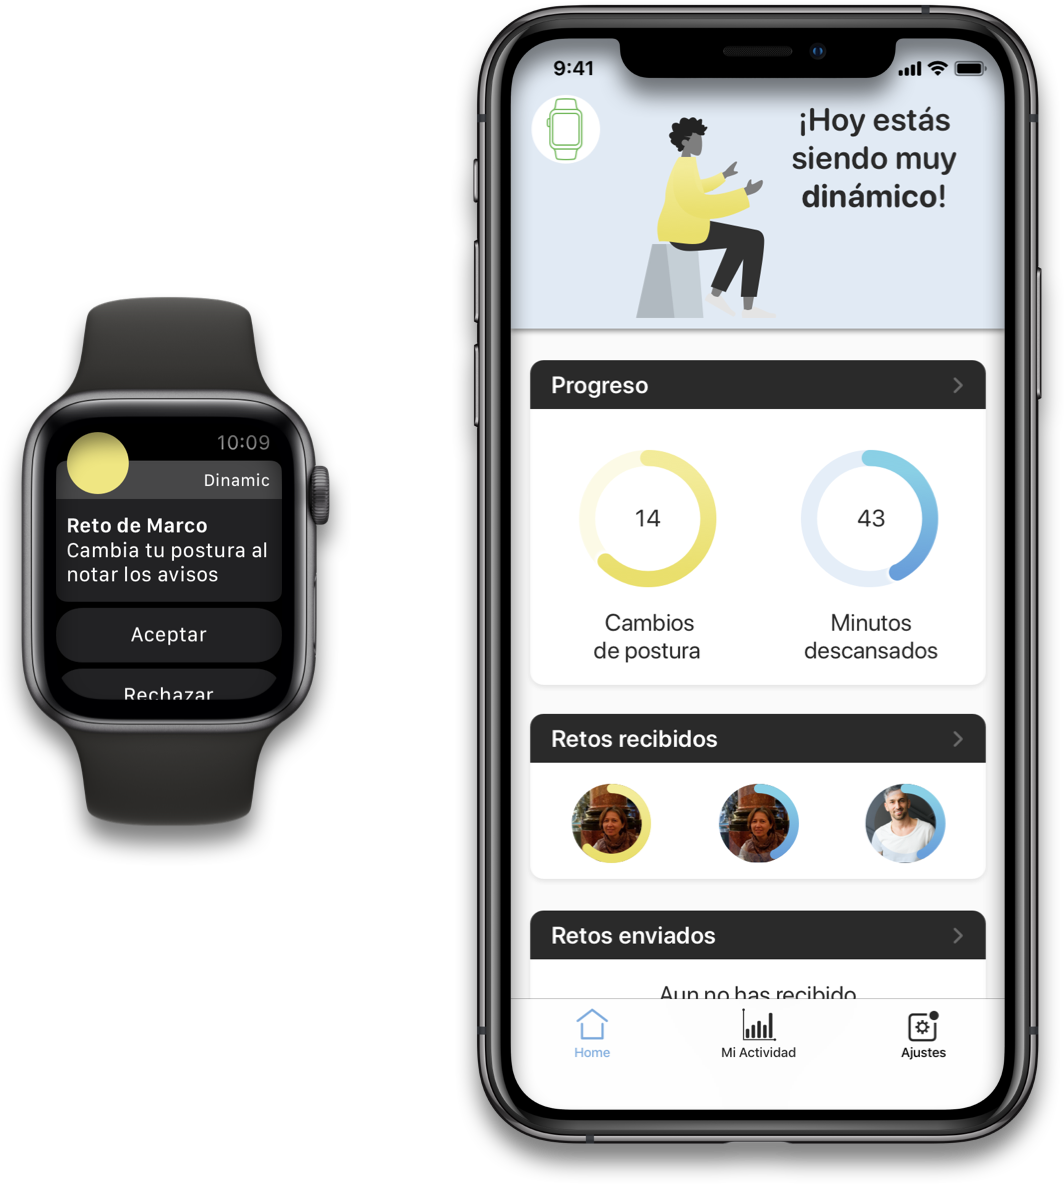 10:09
Dinamic
Reto de Marco
Cambia tu postura al
notar los avisos
Aceptar
Rechazar
9:41
¡Hoy estás
siendo muy
dinámico!
Progreso
14
43
Cambios
de postura
Minutos
descansados
Retos recibidos
Retos enviados
Aun no has recibido
Home
Mi Actividad
Ajustes